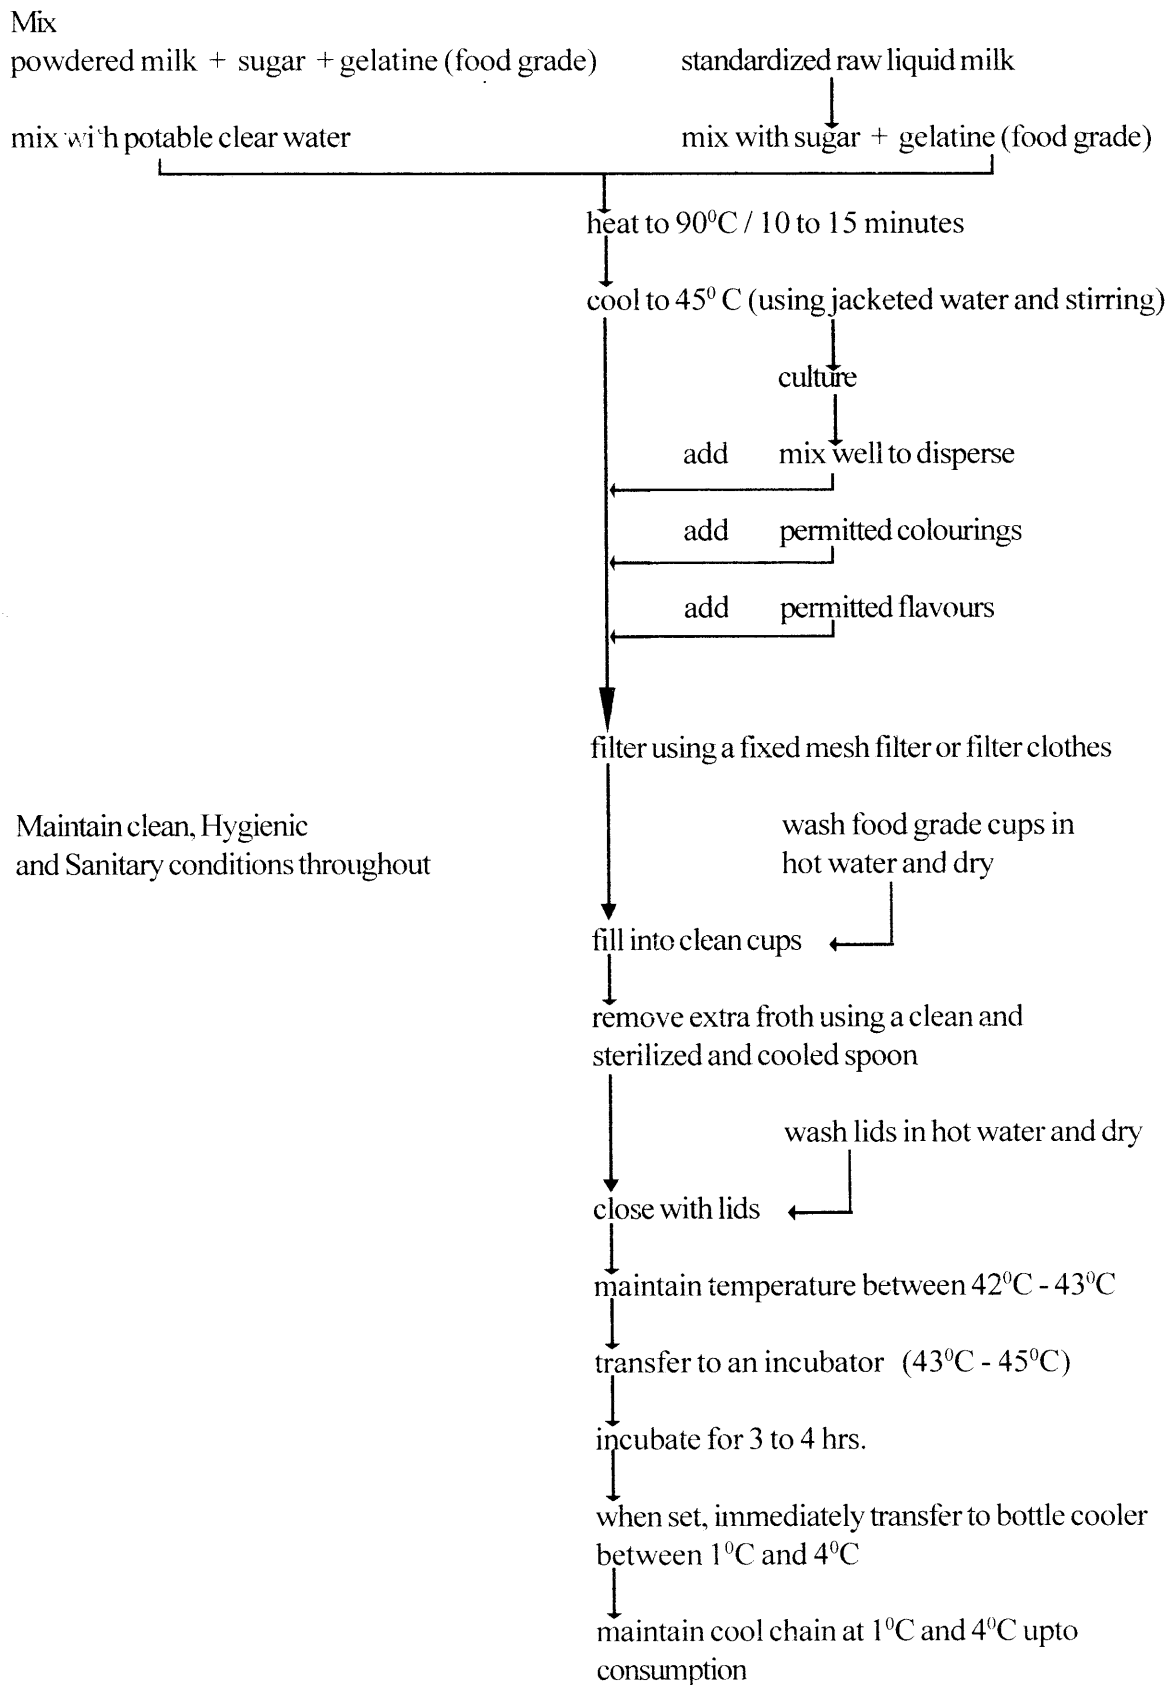 Mix
powdered milk + sugar + gelatine (food grade)
standardized raw liquid milk
mix with potable clear water
mix with sugar + gelatine (food grade)
heat to 90⁰C / 10 to 15 minutes
cool to 45⁰ C (using jacketed water and stirring)
culture
add mix well to disperse
add permitted colourings
add permitted flavours
filter using a fixed mesh filter or filter clothes
Maintain clean, Hygienic
and Sanitary conditions throughout
wash food grade cups in
hot water and dry
fill into clean cups
remove extra froth using a clean and
sterilized and cooled spoon
wash lids in hot water and dry
close with lids
maintain temperature between 42⁰C - 43⁰C
transfer to an incubator (43⁰C - 45⁰C)
incubate for 3 to 4 hrs.
when set, immediately transfer to bottle cooler
between 1⁰C and 4⁰C
maintain cool chain at 1⁰C and 4⁰C upto
consumption